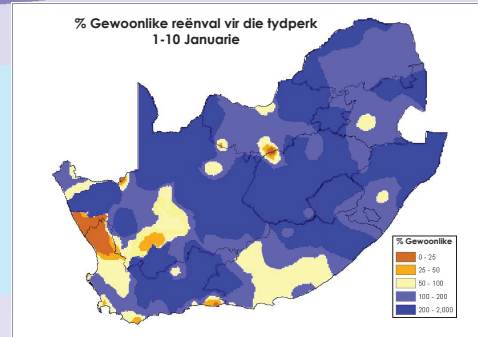 % Gewoonlike reënval vir die tydperk
1-10 Januarie
% Gewoonlike
0 - 25
25 - 50
50 - 100
100 - 200
200 - 2,000